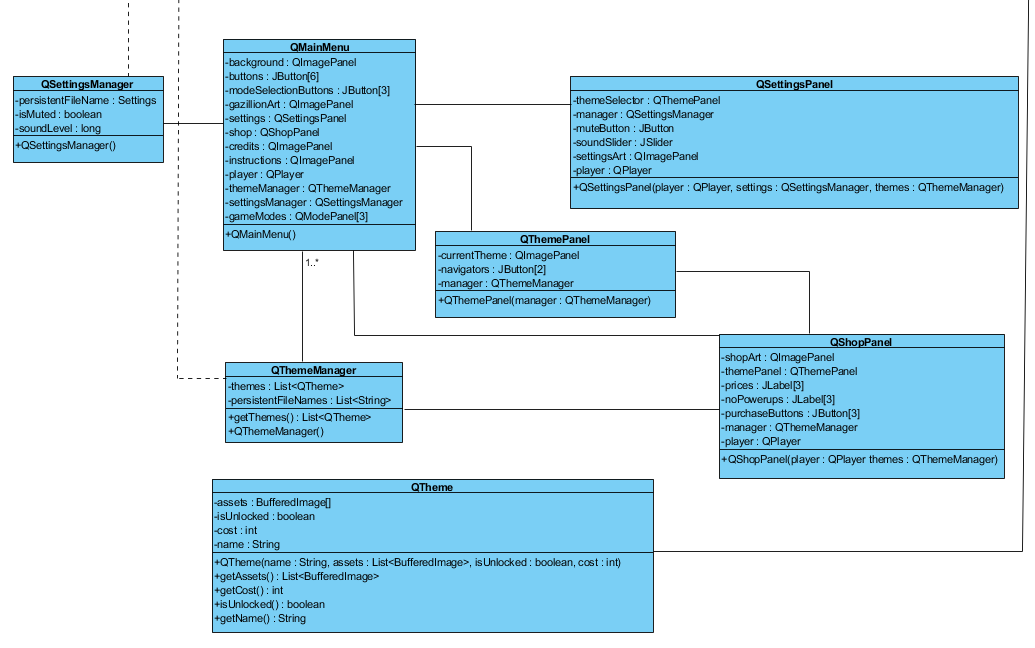 QMainMenu
-background : QImagePanel
-buttons : JButton[6]
-modeSelectionButtons : JButton[3]
-gazillionArt : QImagePanel
-settings : QSettingsPanel
-shop : QShopPanel
-credits : QImagePanel
-instructions : QImagePanel
-player : QPlayer
-themeManager : QThemeManager
-settingsManager : QSettingsManager
-gameModes : QModePanel[3]
+QMainMenu()
QSettingsManager
-persistentFileName : Settings
-isMuted : boolean
-soundLevel : long
+QSettingsManager()
QSettingsPanel
-themeSelector : QThemePanel
-manager : QSettingsManager
-muteButton : JButton
-soundSlider : JSlider
-settingsArt : QImagePanel
-player : QPlayer
+QSettingsPanel(player : QPlayer, settings : QSettingsManager, themes : QThemeManager)
QThemePanel
-currentTheme : QImagePanel
-navigators : JButton[2]
-manager : QThemeManager
+QThemePanel(manager : QThemeManager)
1..*
QShopPanel
-shopArt : QImagePanel
-themePanel : QThemePanel
-prices : JLabel[3]
-noPowerups : JLabel[3]
-purchaseButtons : JButton[3]
-manager : QThemeManager
-player : QPlayer
+QShopPanel(player : QPlayer themes : QThemeManager)
QThemeManager
-themes : List<QTheme>
-persistentFileNames : List<String>
+getThemes() : List<QTheme>
+QThemeManager()
QTheme
-assets : BufferedImage[]
-isUnlocked : boolean
-cost : int
-name : String
+QTheme(name : String, assets : List<BufferedImage>, isUnlocked : boolean, cost : int)
+getAssets() : List<BufferedImage>
+getCost() : int
+isUnlocked() : boolean
+getName() : String